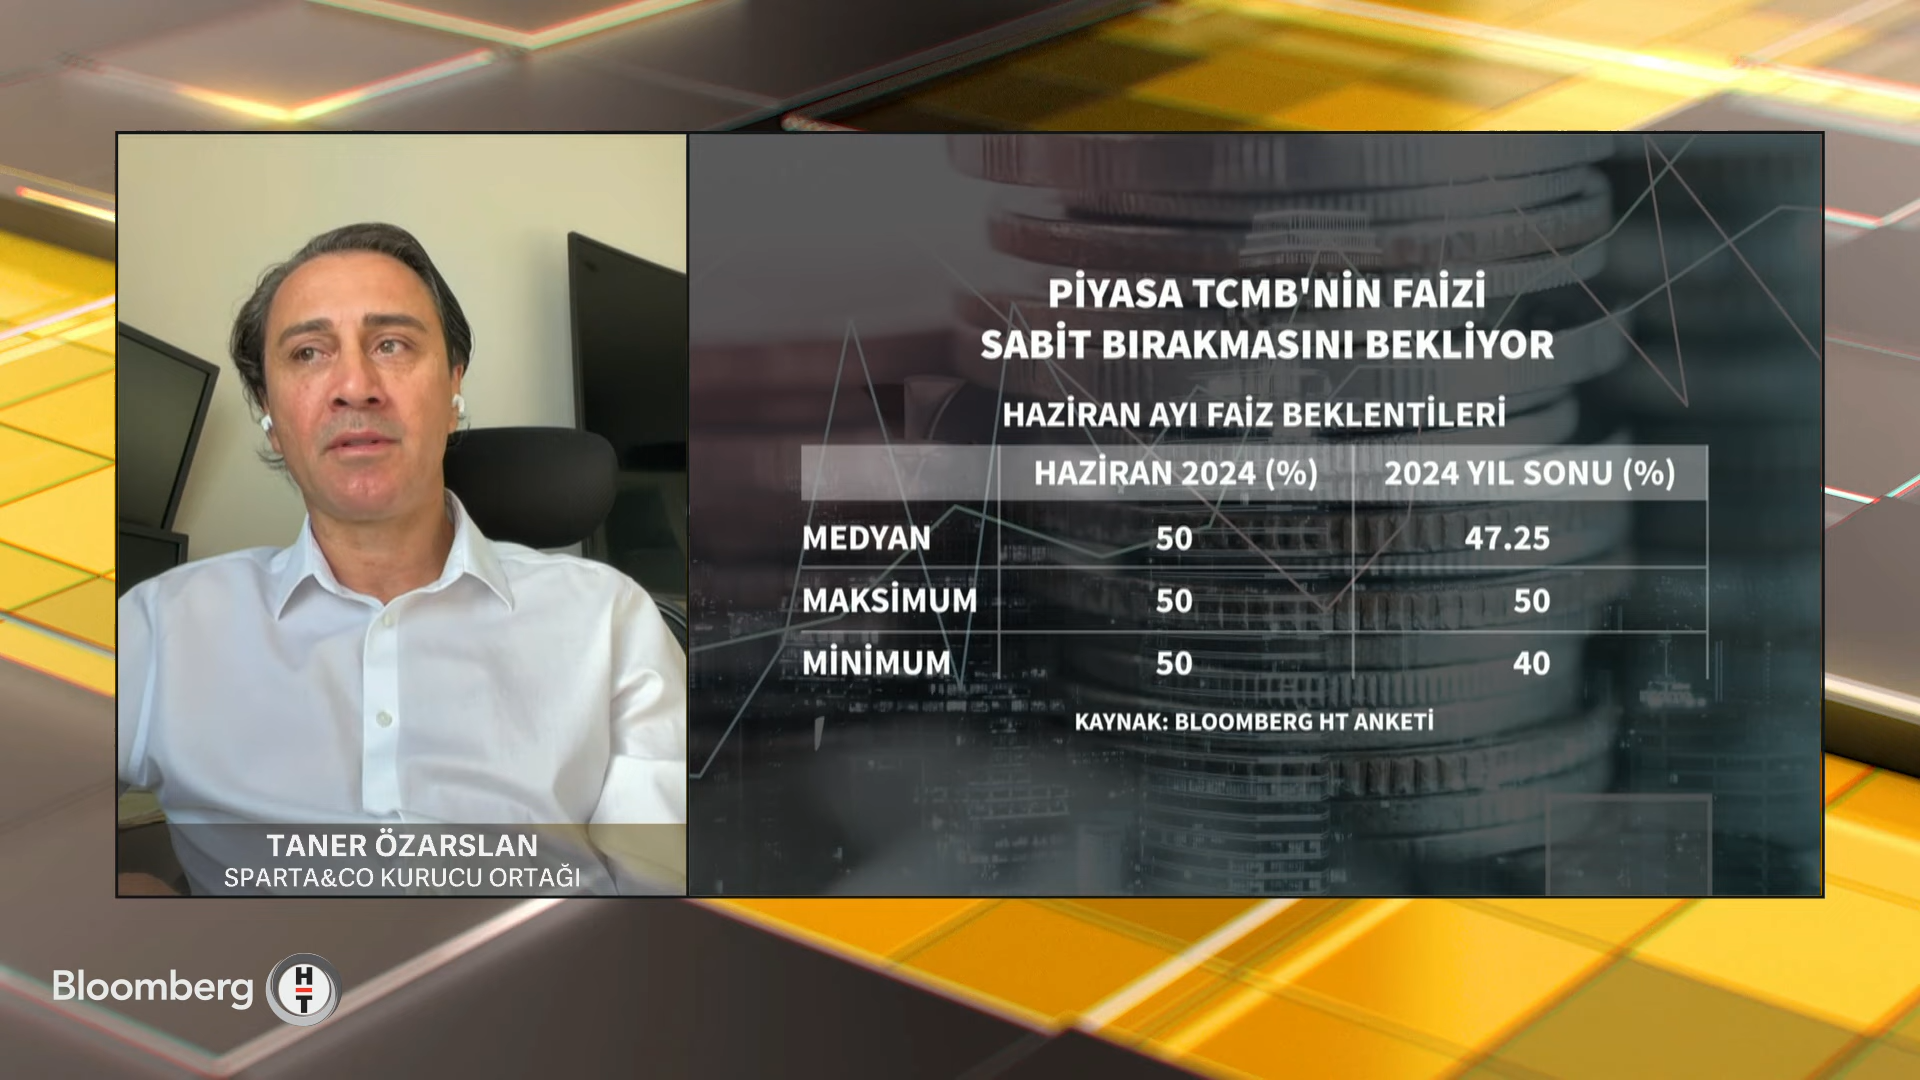 PİYASA TCMB'NİN FAİZİ
SABİT BIRAKMASINI BEKLİYOR
HAZİRAN AYI FAİZ BEKLENTİLERİ
HAZİRAN 2024 (%) 2024 YIL SONU (%)
MEDYAN 50 47.25
MAKSİMUM 50 50
MİNİMUM 50 40
KAYNAK: BLOOMBERG HT ANKETİ
TANER ÖZARSLAN
SPARTA&CO KURUCU ORTAĞI
Bloomberg HT